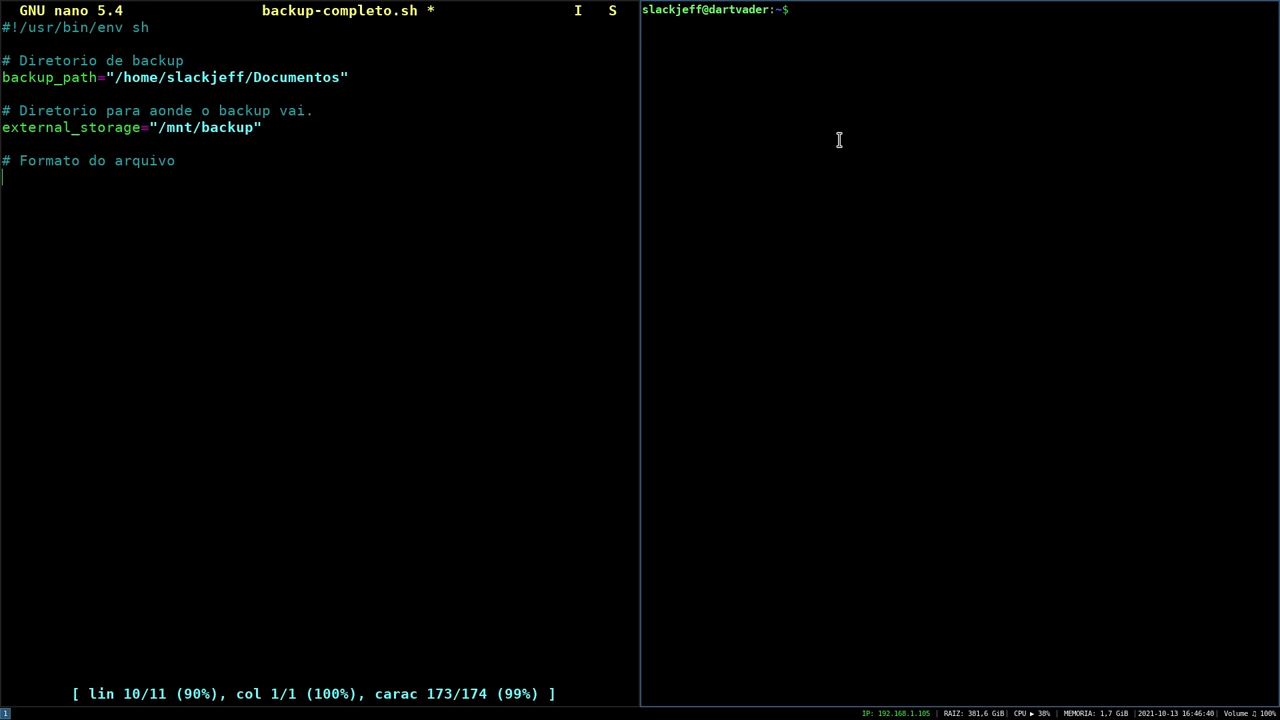 GNU nano 5.4 backup-completo.sh * I S
#!/usr/bin/env sh
# Diretorio de backup
backup_path="/home/slackjeff/Documentos"
# Diretorio para aonde o backup vai.
external_storage="/mnt/backup"
# Formato do arquivo
[ lin 10/11 (90%), col 1/1 (100%), carac 173/174 (99%) ]
slackjeff@dartvader:~$
1
IP: 192.168.1.105 | RAIZ: 381,6 GiB| CPU ▶ 38% | MEMORIA: 1,7 GiB |2021-10-13 16:46:40| Volume ♫ 100%